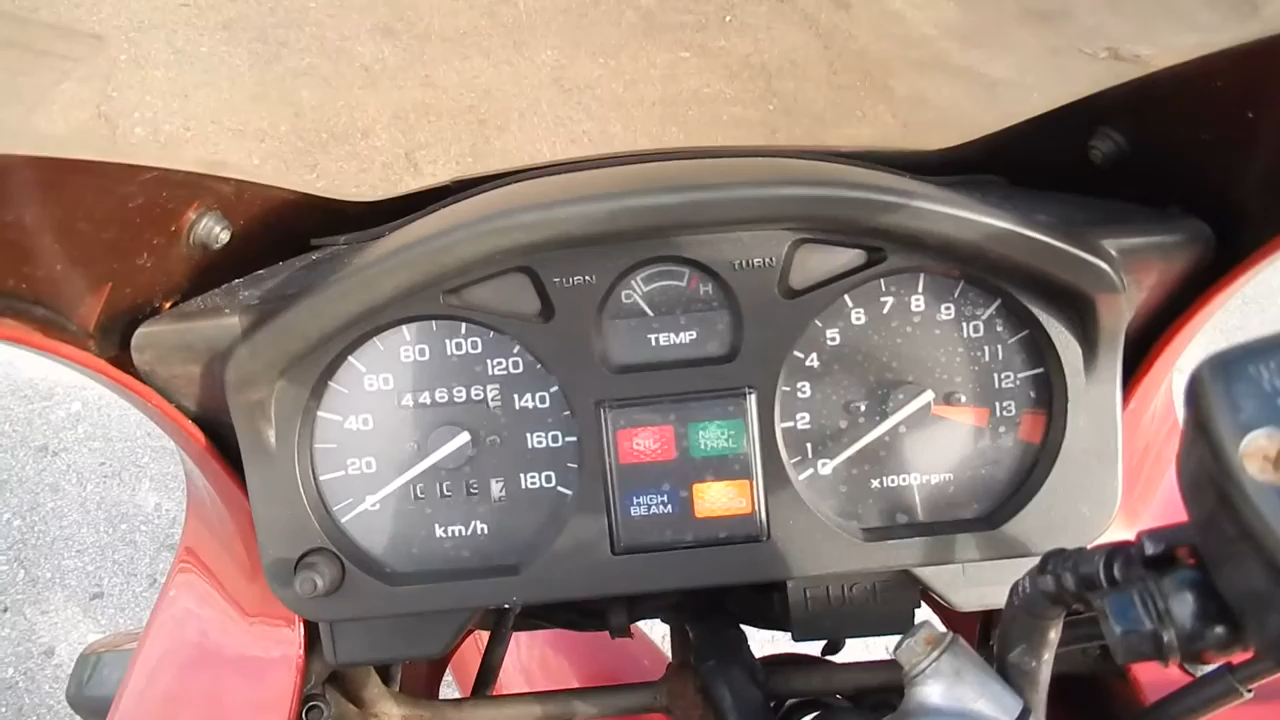 TURN
TURN
C
H
TEMP
20
40
60
80
100
120
140
160
180
44696
km/h
OIL
NEU-
TRAL
HIGH
BEAM
0
1
2
3
4
5
6
7
8
9
10
11
12
13
x1000rpm
FUSE